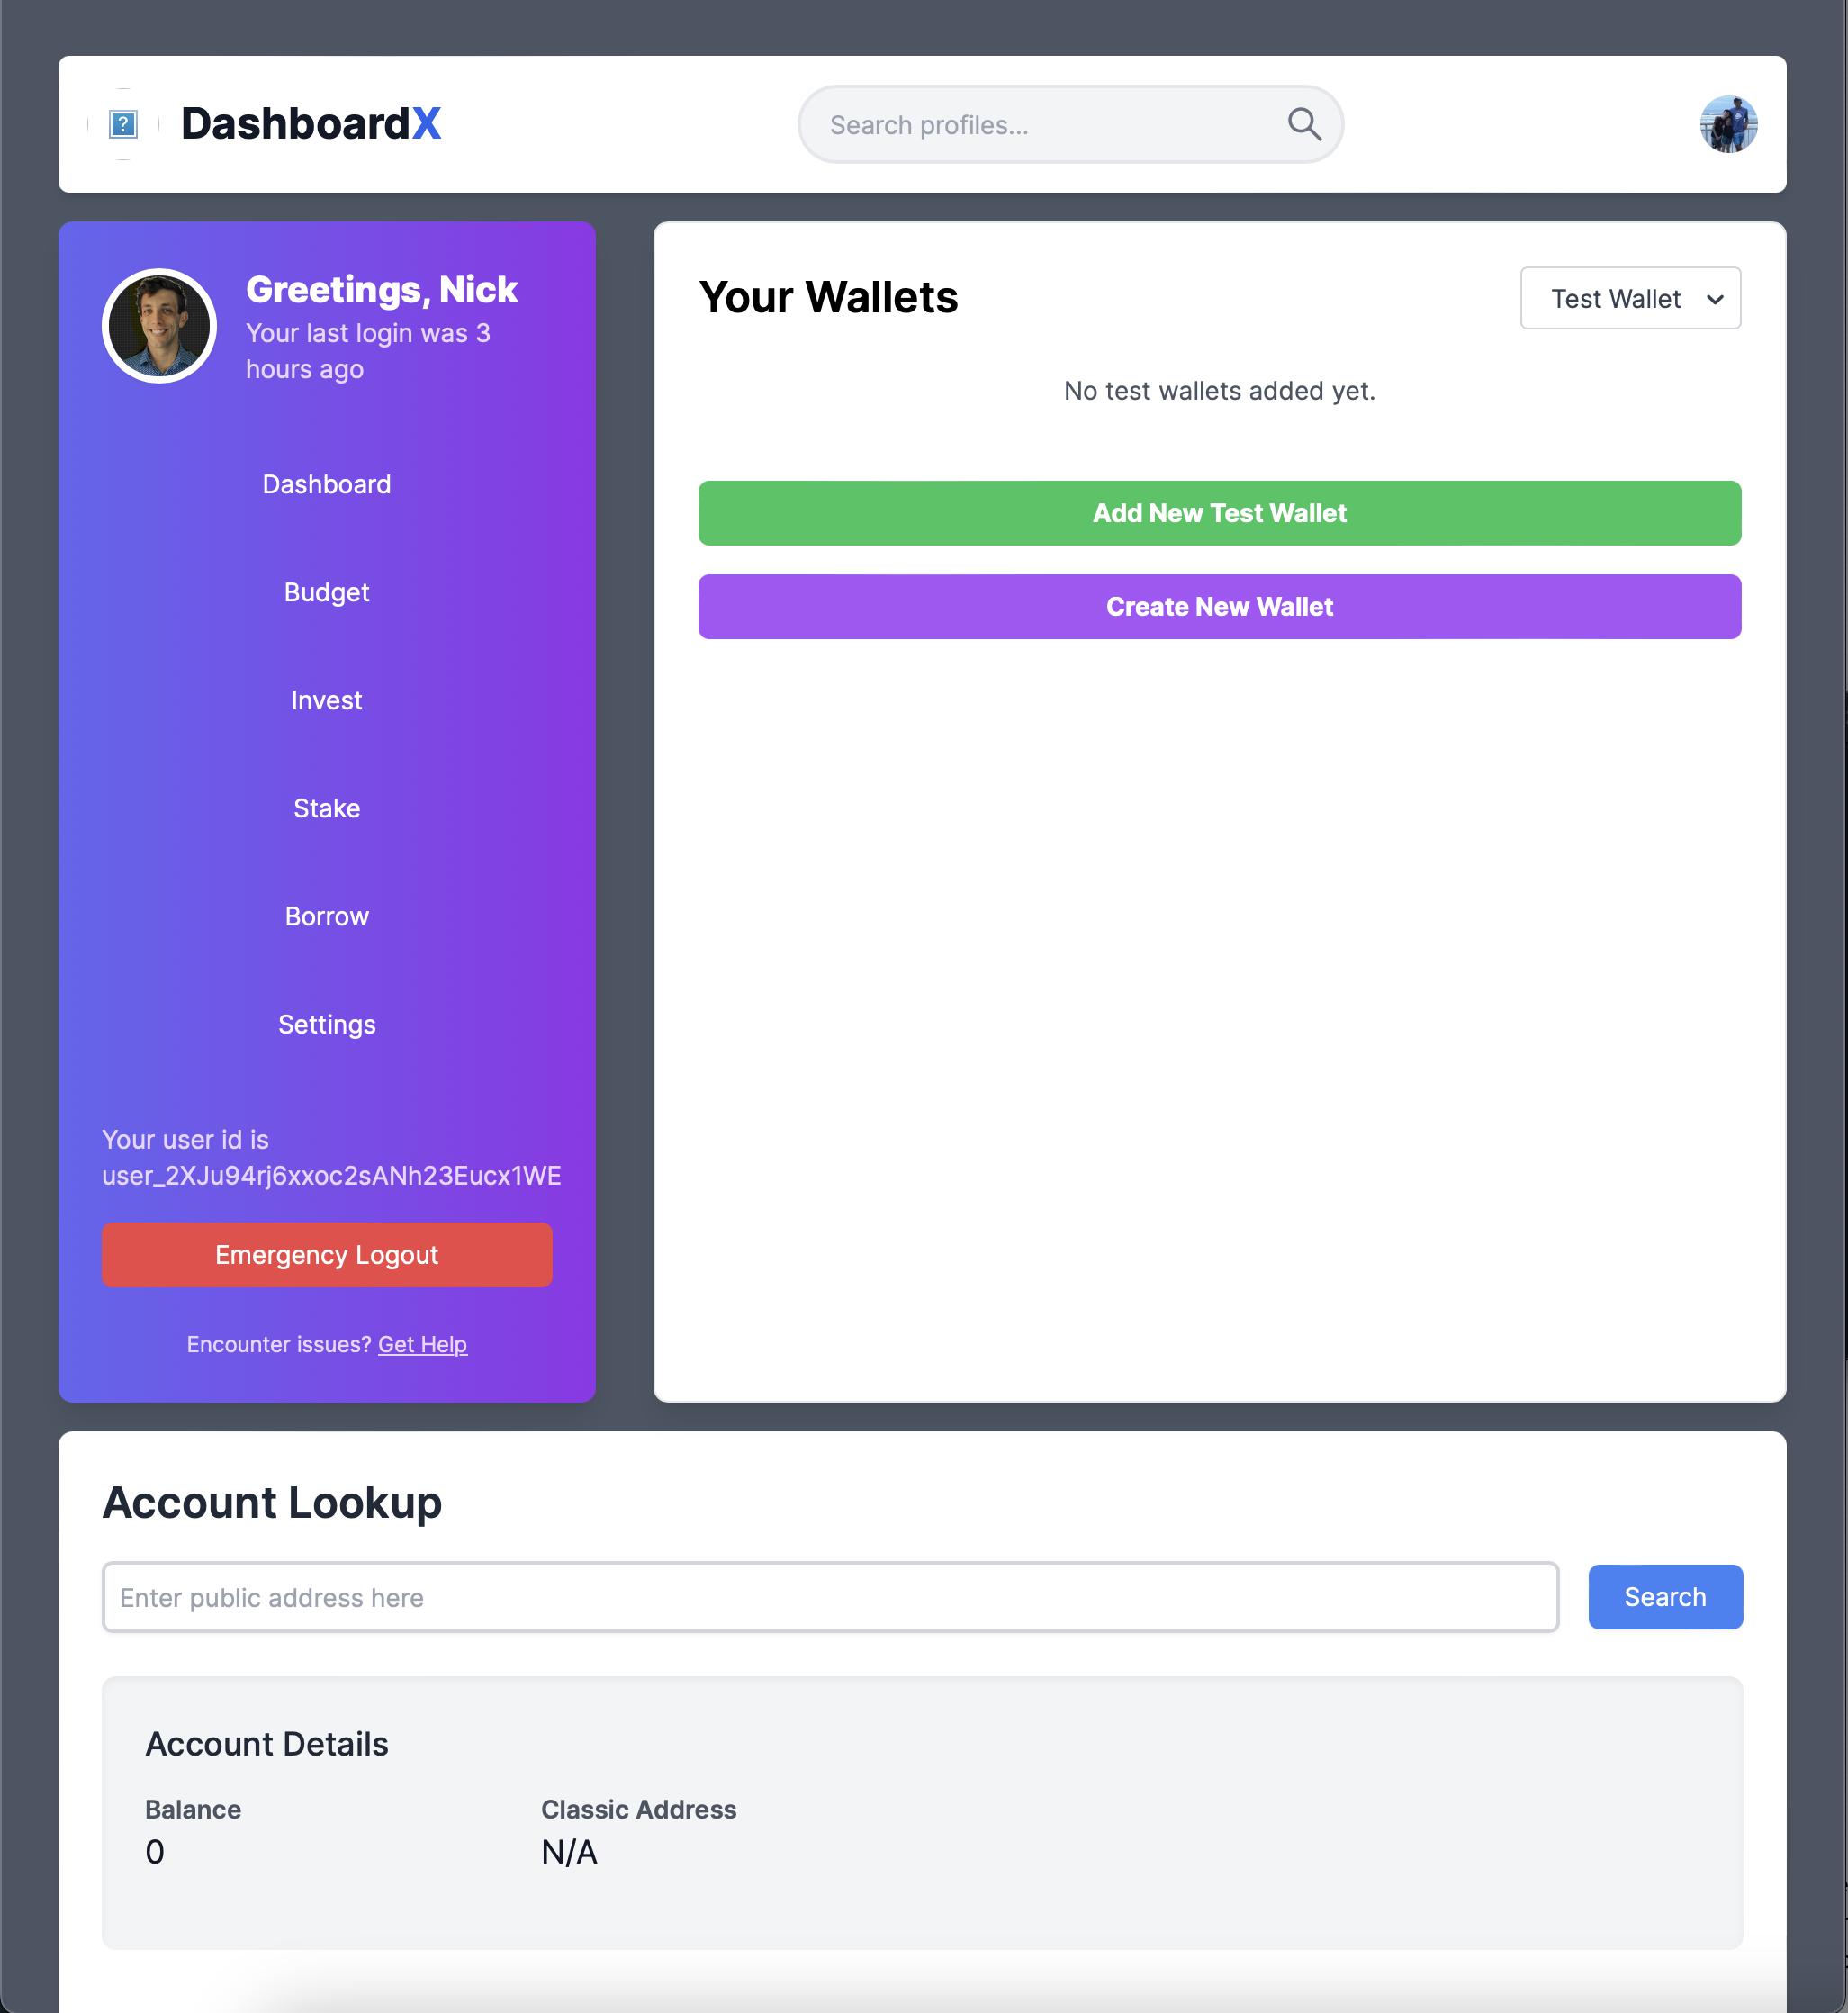 DashboardX
Search profiles...
Greetings, Nick
Your last login was 3
hours ago
Dashboard
Budget
Invest
Stake
Borrow
Settings
Your user id is
user_2XJu94rj6xxoc2sANh23Eucx1WE
Emergency Logout
Encounter issues? Get Help
Your Wallets
Test Wallet
No test wallets added yet.
Add New Test Wallet
Create New Wallet
Account Lookup
Enter public address here
Search
Account Details
Balance
0
Classic Address
N/A